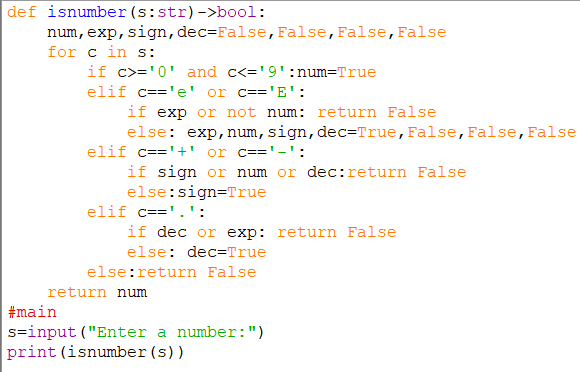 def isnumber(s:str)->bool:
    num,exp,sign,dec=False,False,False,False
    for c in s:
        if c>='0' and c<='9':num=True
        elif c=='e' or c=='E':
            if exp or not num: return False
            else: exp,num,sign,dec=True,False,False,False
        elif c=='+' or c=='-':
            if sign or num or dec:return False
            else:sign=True
        elif c=='.':
            if dec or exp: return False
            else: dec=True
        else:return False
    return num
#main
s=input("Enter a number:")
print(isnumber(s))